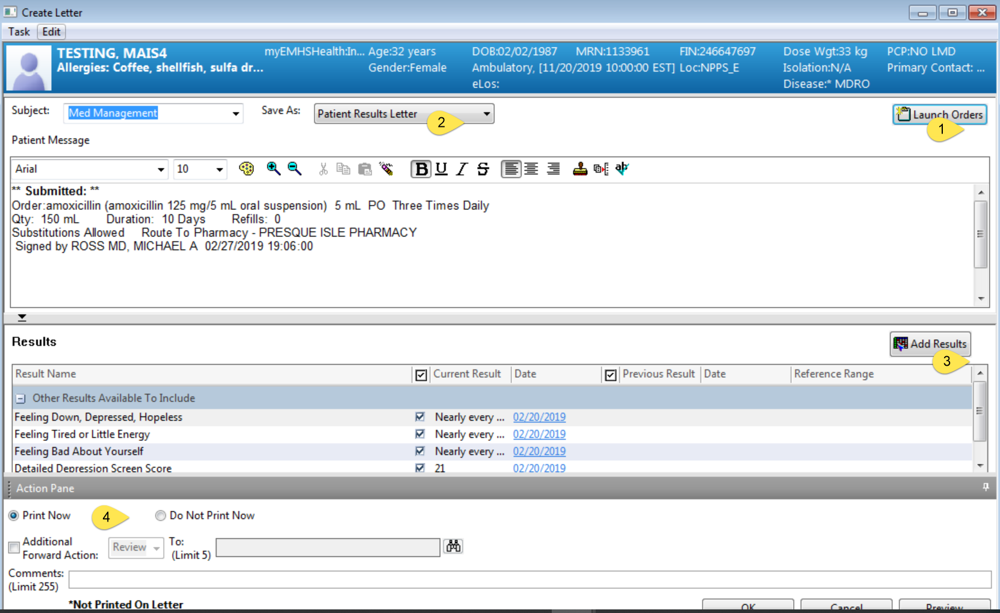 Create Letter
Task Edit
TESTING, MAIS4 myEMHSHealth:In... Age:32 years DOB:02/02/1987 MRN:1133961 FIN:246647697 Dose Wgt:33 kg PCP:NO LMD
Allergies: Coffee, shellfish, sulfa dr... Gender:Female Ambulatory, [11/20/2019 10:00:00 EST] Loc:NPPS_E Isolation:N/A Primary Contact: ...
eLos: Disease:* MDRO
Subject: Med Management Save As: Patient Results Letter 2 Launch Orders
1
Patient Message
Arial 10 B U I S
** Submitted: **
Order:amoxicillin (amoxicillin 125 mg/5 mL oral suspension) 5 mL PO Three Times Daily
Qty: 150 mL Duration: 10 Days Refills: 0
Substitutions Allowed Route To Pharmacy - PRESQUE ISLE PHARMACY
Signed by ROSS MD, MICHAEL A 02/27/2019 19:06:00
Results Add Results
3
Result Name Current Result Date Previous Result Date Reference Range
Other Results Available To Include
Feeling Down, Depressed, Hopeless Nearly every ... 02/20/2019
Feeling Tired or Little Energy Nearly every ... 02/20/2019
Feeling Bad About Yourself Nearly every ... 02/20/2019
Detailed Depression Screen Score 21 02/20/2019
Action Pane
Print Now 4 Do Not Print Now
Additional Forward Action: Review To: (Limit 5)
Comments: (Limit 255)
*Not Printed On Letter
OK Cancel Preview